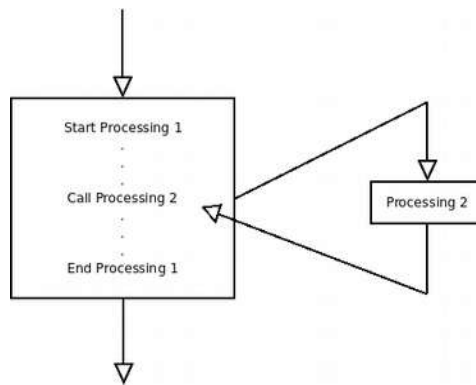 Start Processing 1
.
.
.
Call Processing 2
.
.
.
End Processing 1
Processing 2